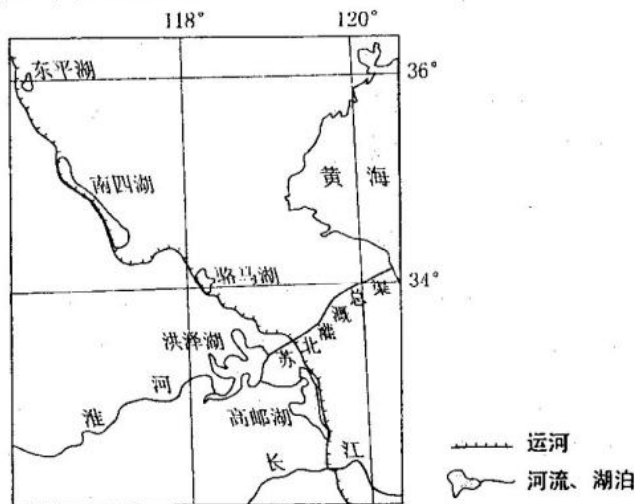 118°
120°
东平湖
36°
南四湖
黄海
骆马湖
34°
苏北灌溉总渠
洪泽湖
淮河
高邮湖
长江
运河
河流、湖泊